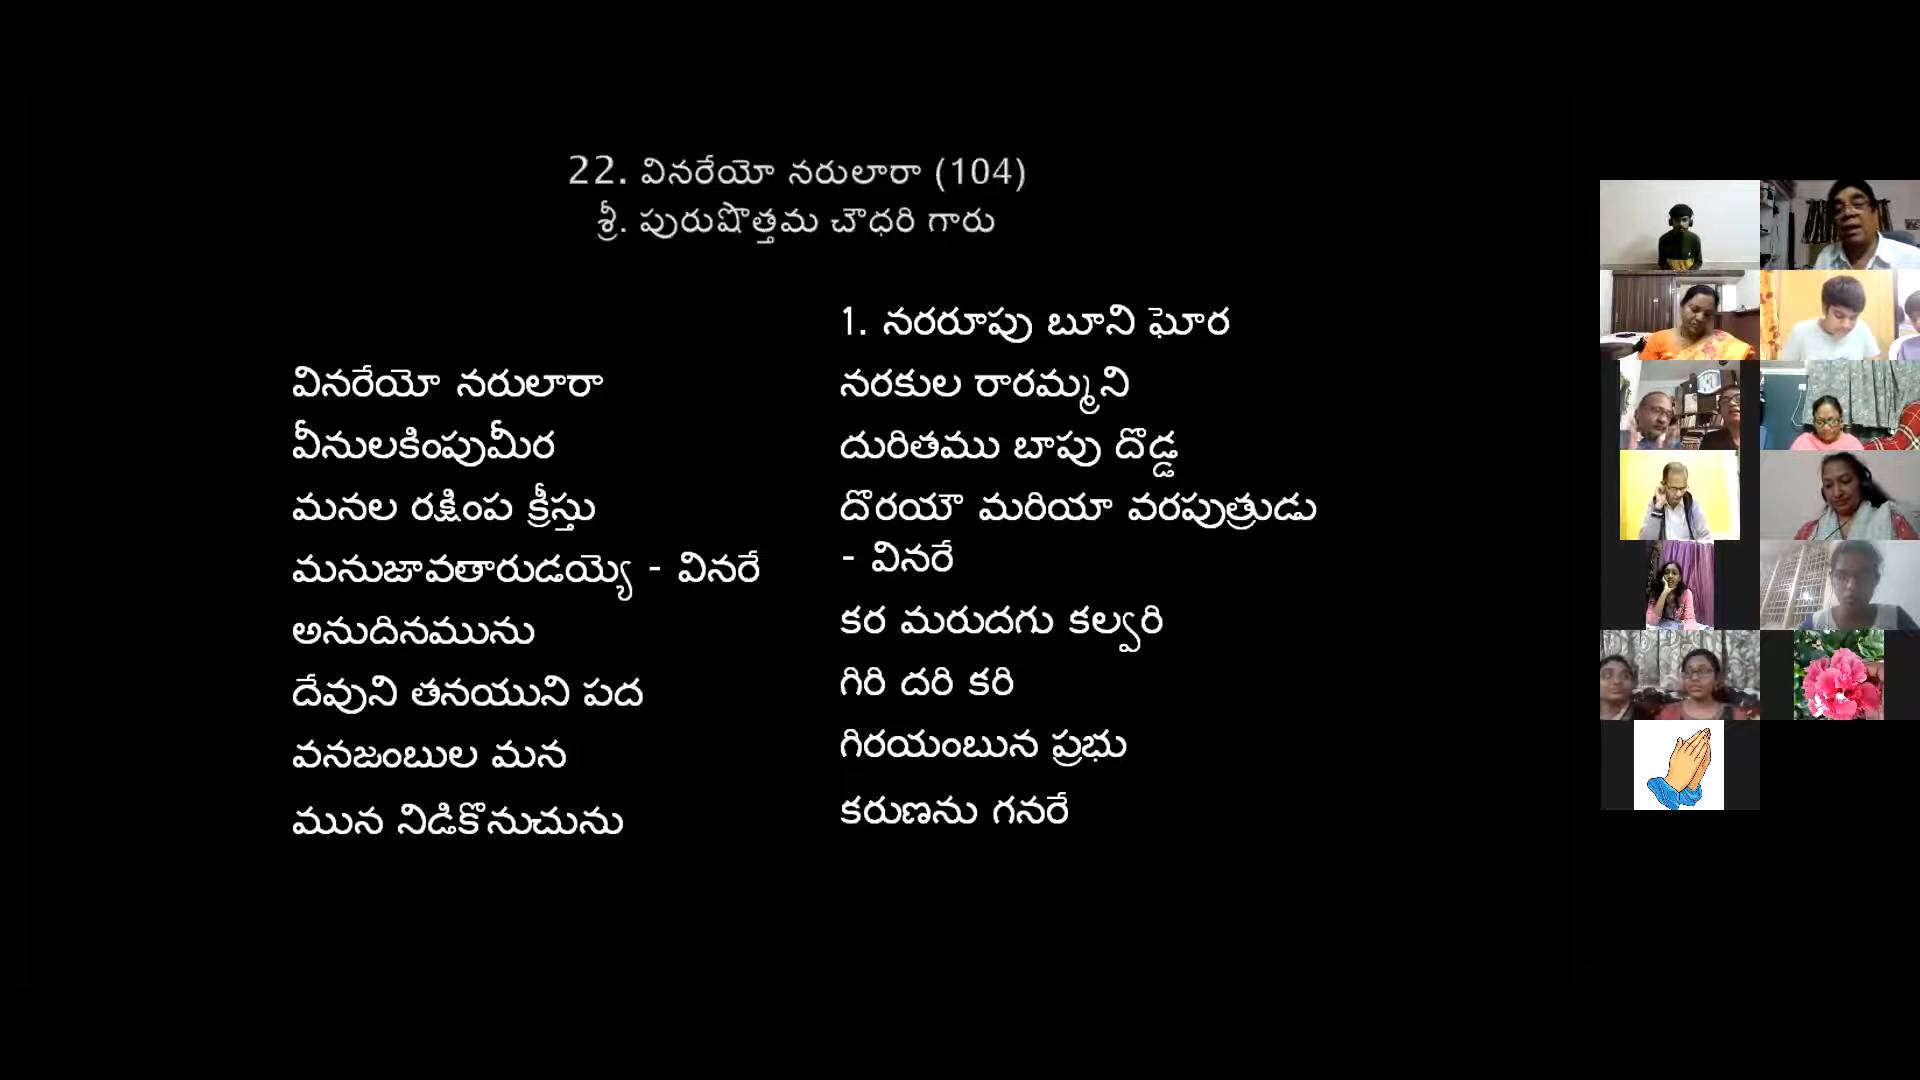 22. వినరేయో నరులారా (104)
శ్రీ. పురుషొత్తమ చౌధరి గారు
వినరేయో నరులారా
వీనులకింపుమీర
మనల రక్షింప క్రీస్తు
మనుజావతారుడయ్యె - వినరే
అనుదినమును
దేవుని తనయుని పద
వనజంబుల మన
మున నిడికొనుచును
1. నరరూపు బూని ఘోర
నరకుల రారమ్మని
దురితము బాపు దొడ్డ
దొరయౌ మరియా వరపుత్రుడు
- వినరే
కర మరుదగు కల్వరి
గిరి దరి కరి
గిరయంబున ప్రభు
కరుణను గనరే